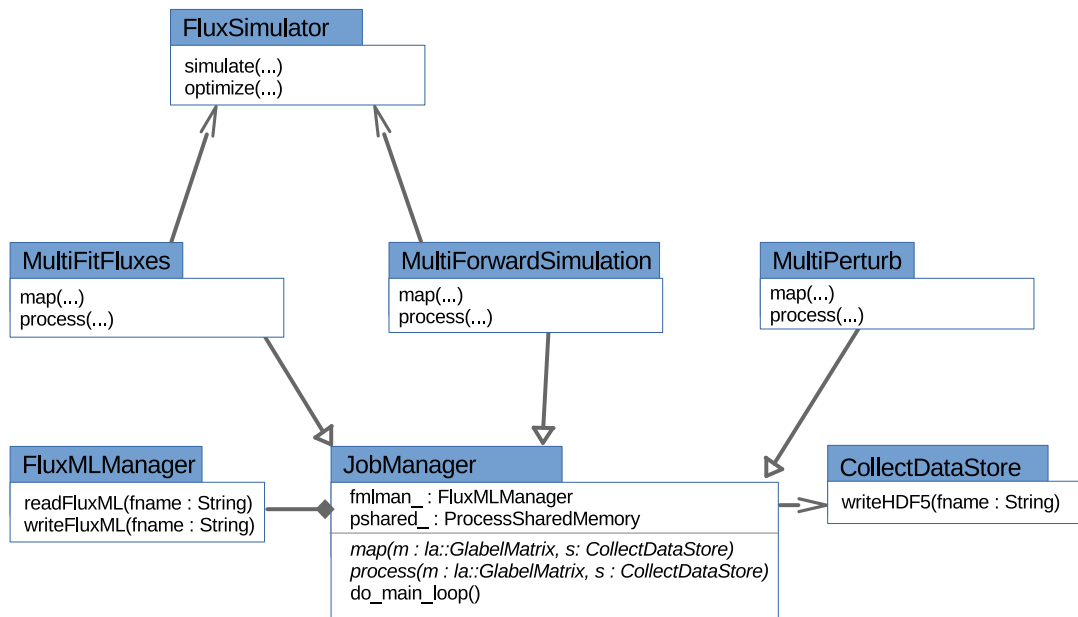 FluxSimulator
simulate(...)
optimize(...)
MultiFitFluxes
map(...)
process(...)
MultiForwardSimulation
map(...)
process(...)
MultiPerturb
map(...)
process(...)
FluxMLManager
readFluxML(fname : String)
writeFluxML(fname : String)
JobManager
fmlman_ : FluxMLManager
pshared_ : ProcessSharedMemory
map(m : la::GlabelMatrix, s: CollectDataStore)
process(m : la::GlabelMatrix, s : CollectDataStore)
do_main_loop()
CollectDataStore
writeHDF5(fname : String)